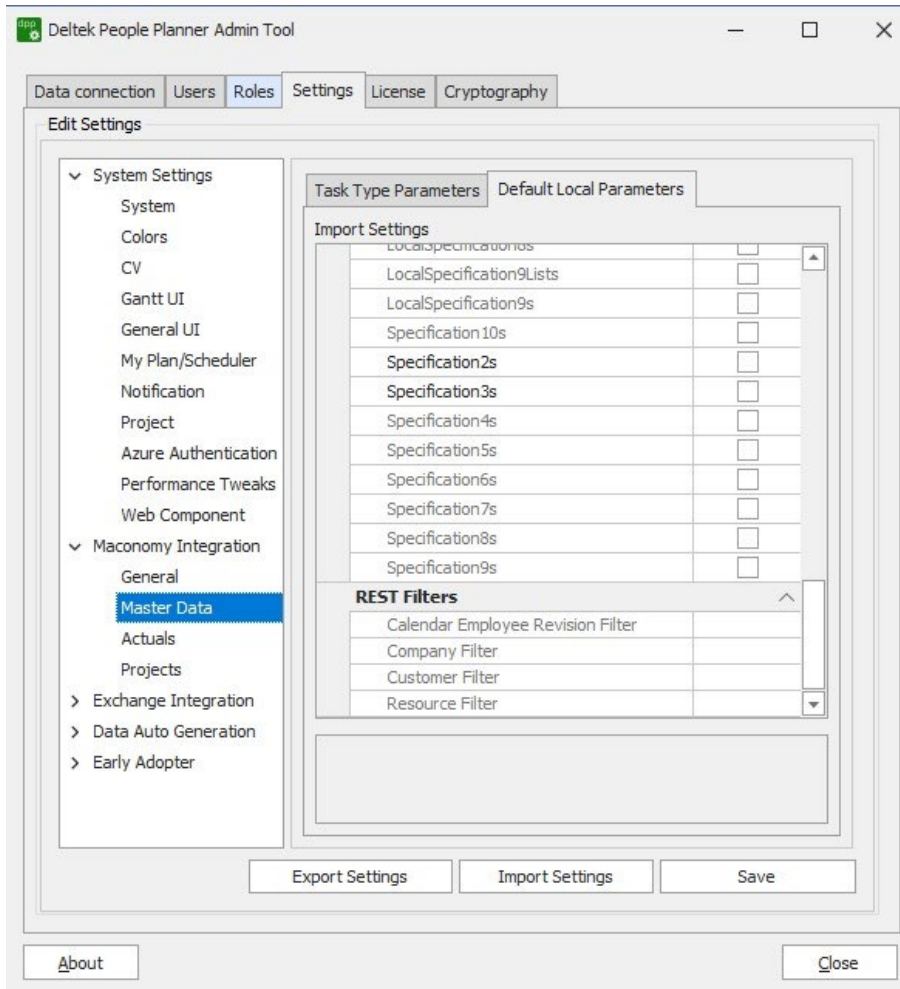 dpp
Deltek People Planner Admin Tool
Data connection Users Roles Settings License Cryptography
Edit Settings
System Settings
System
Colors
CV
Gantt UI
General UI
My Plan/Scheduler
Notification
Project
Azure Authentication
Performance Tweaks
Web Component
Maconomy Integration
General
Master Data
Actuals
Projects
Exchange Integration
Data Auto Generation
Early Adopter
Task Type Parameters Default Local Parameters
Import Settings
LocalSpecification8s
LocalSpecification9Lists
LocalSpecification9s
Specification10s
Specification2s
Specification3s
Specification4s
Specification5s
Specification6s
Specification7s
Specification8s
Specification9s
REST Filters
Calendar Employee Revision Filter
Company Filter
Customer Filter
Resource Filter
Export Settings Import Settings Save
About Close